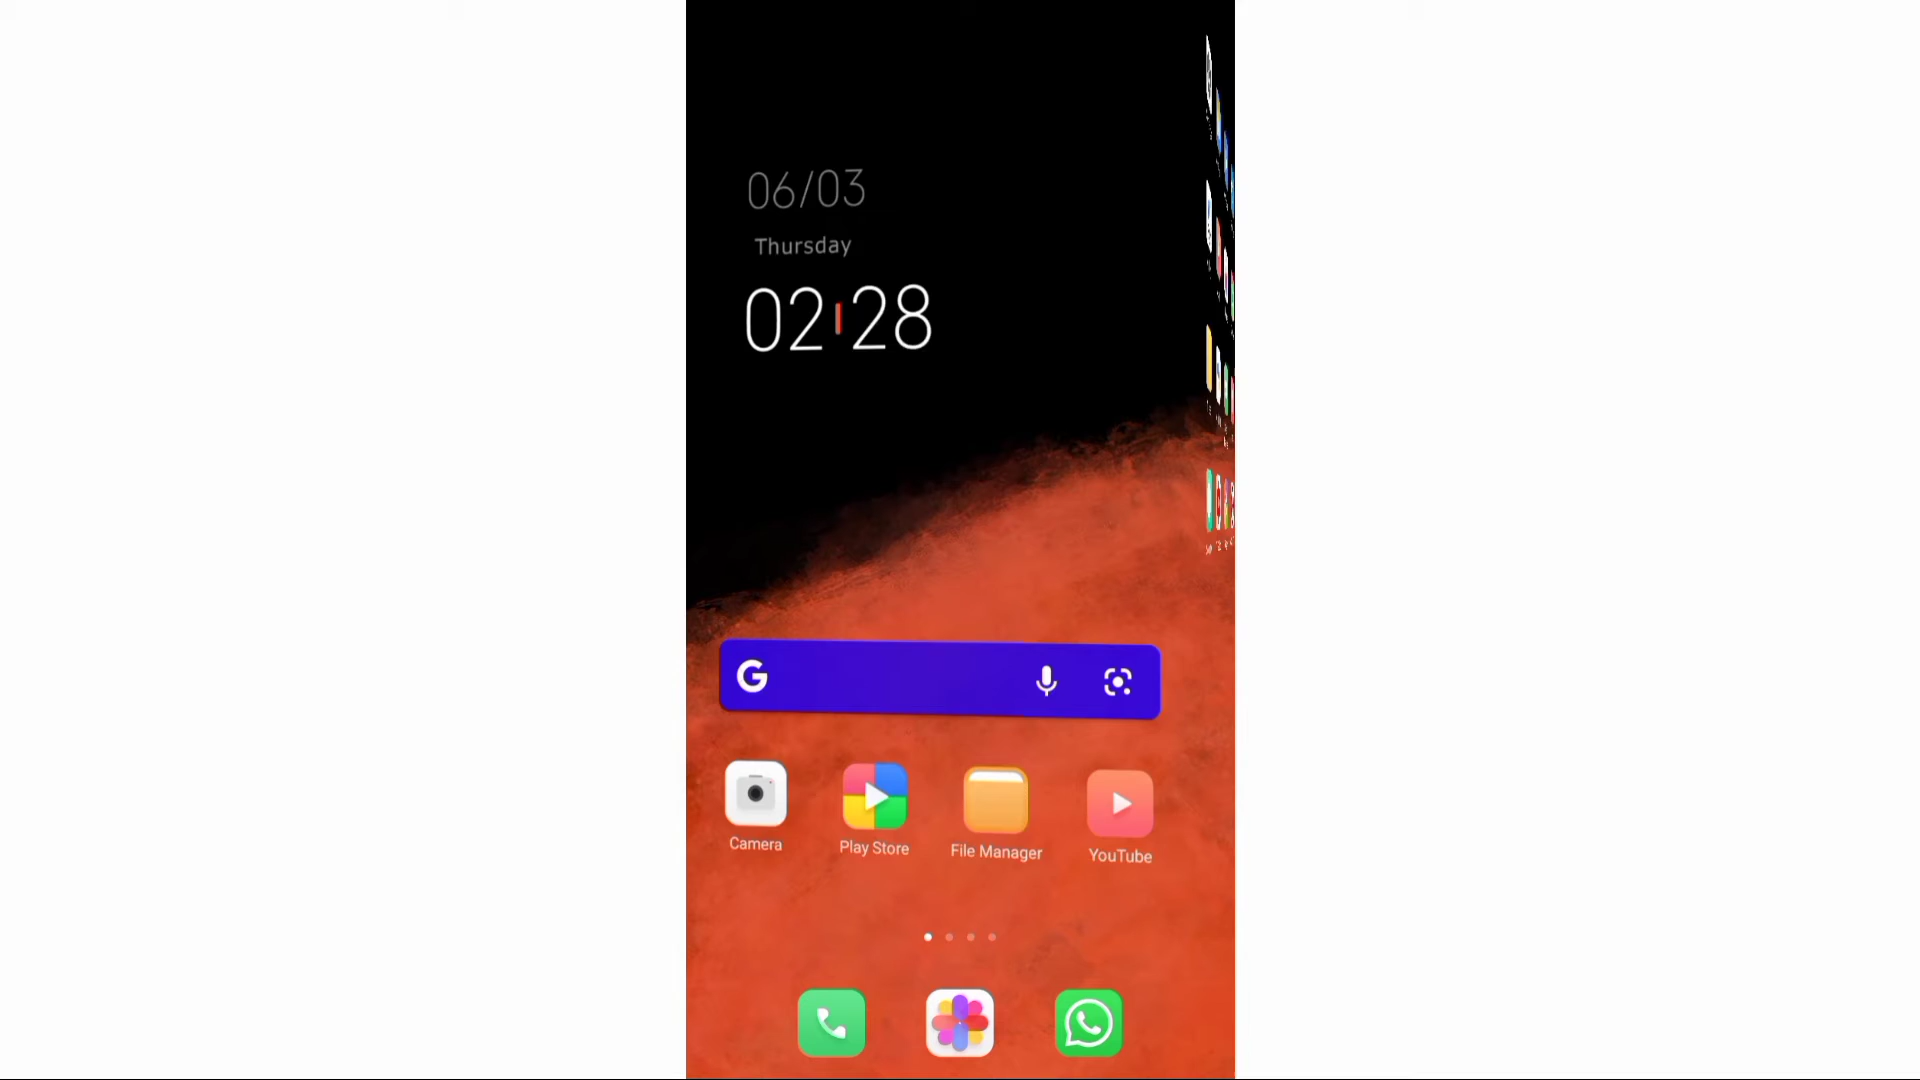 06/03
Thursday
02:28
G
Camera
Play Store
File Manager
YouTube